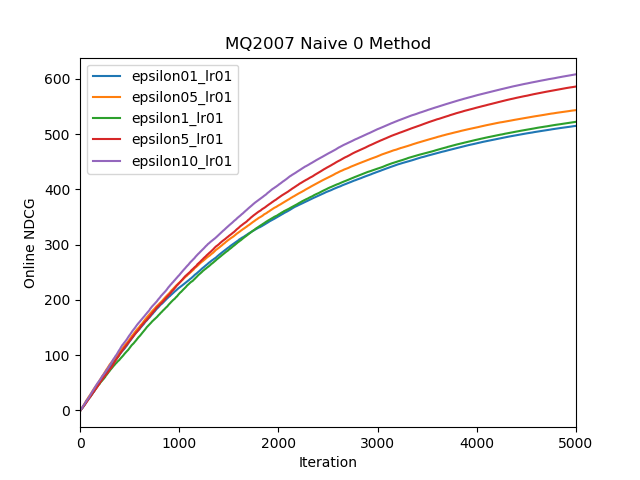 MQ2007 Naive 0 Method
epsilon01_lr01
epsilon05_lr01
epsilon1_lr01
epsilon5_lr01
epsilon10_lr01
Online NDCG
600
500
400
300
200
100
0
0 1000 2000 3000 4000 5000
Iteration